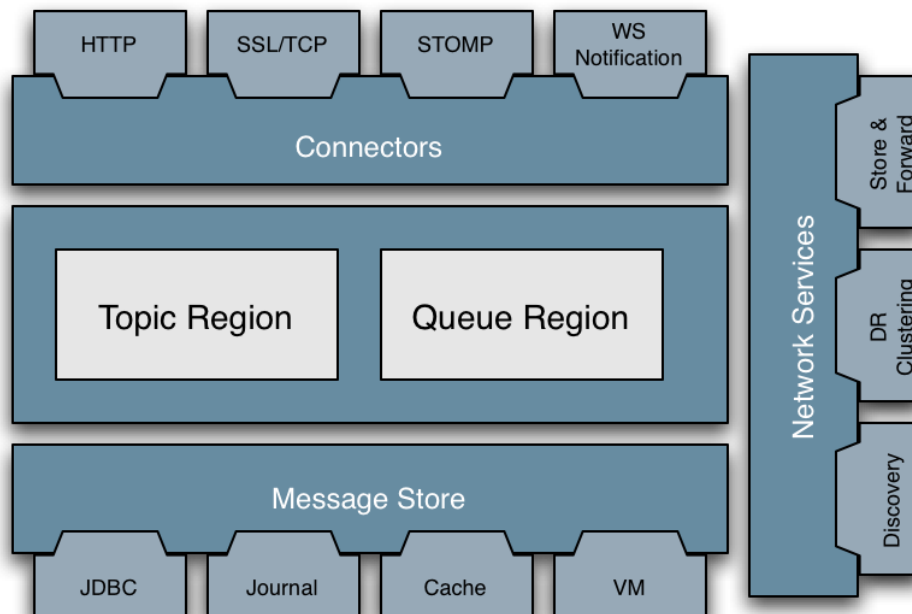 HTTP
SSL/TCP
STOMP
WS
Notification
Connectors
Topic Region
Queue Region
Message Store
JDBC
Journal
Cache
VM
Network Services
Store &
Forward
DR
Clustering
Discovery